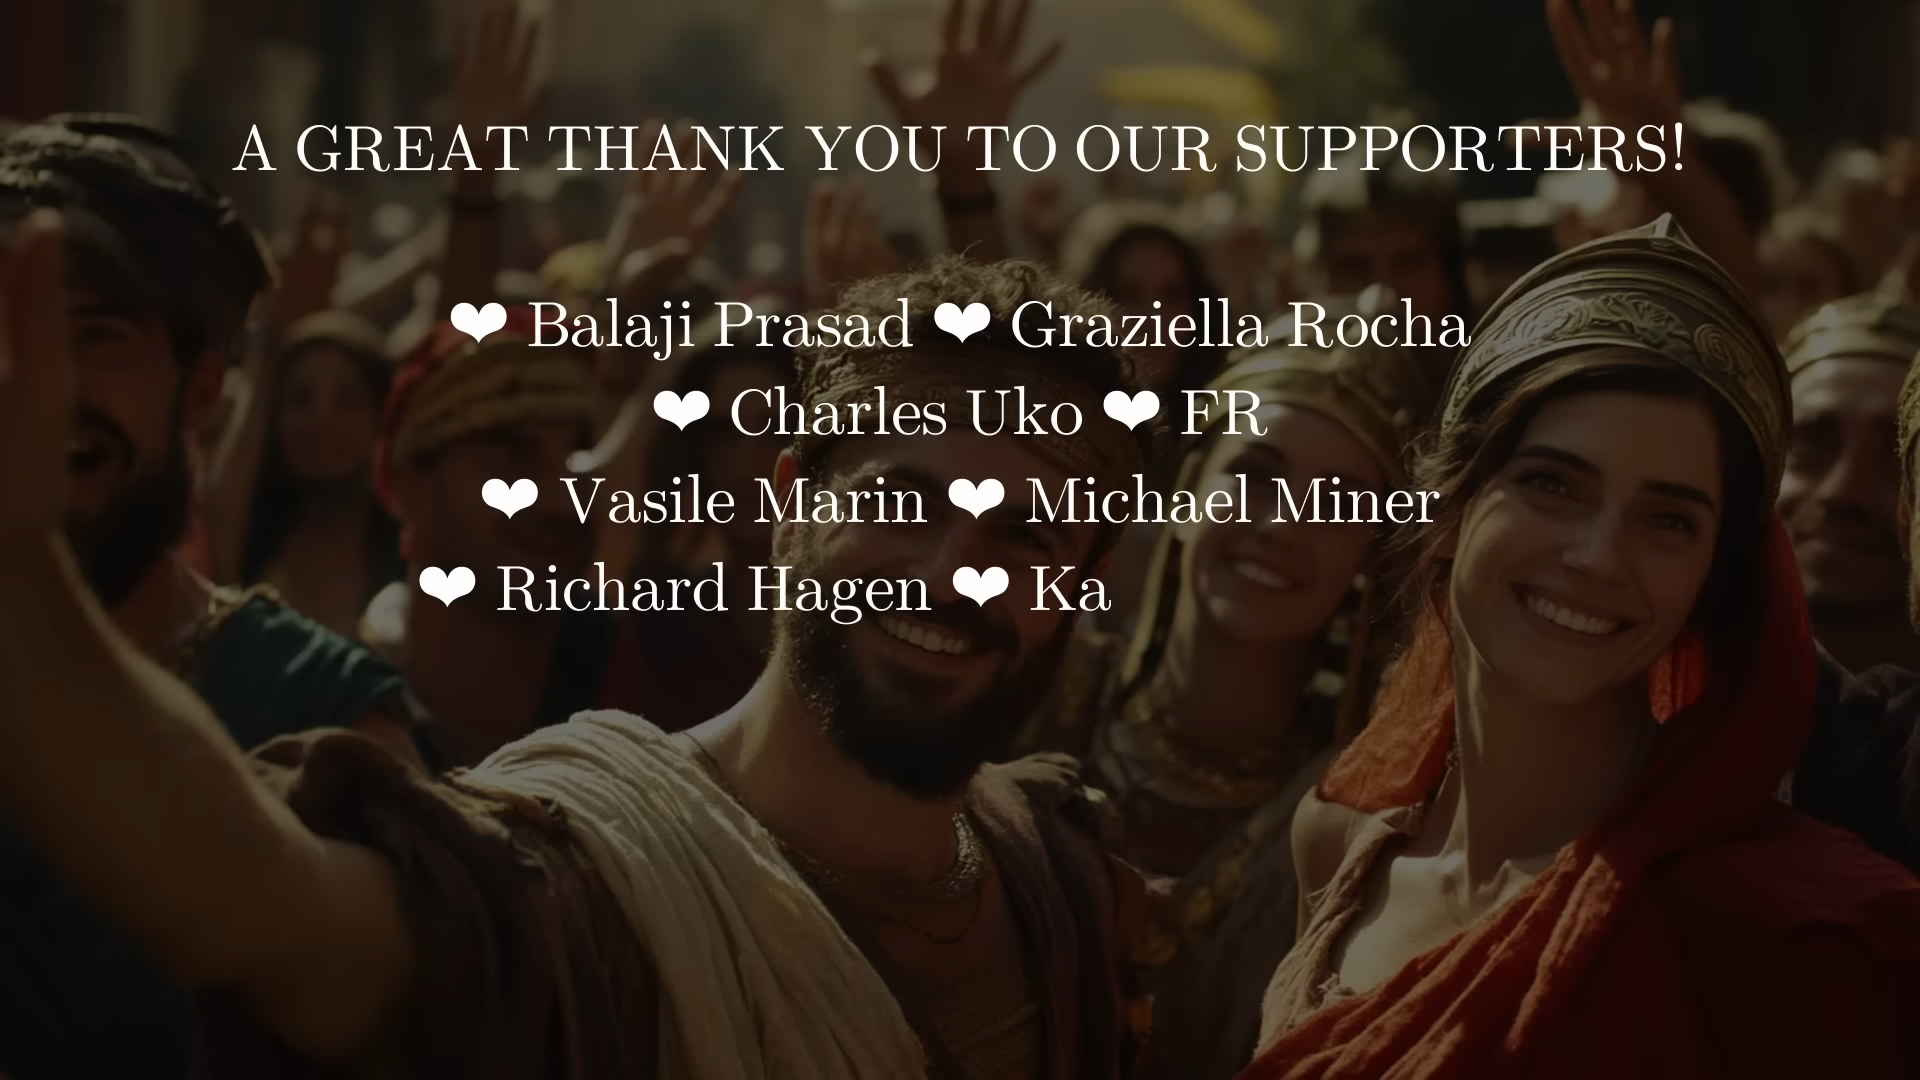 A GREAT THANK YOU TO OUR SUPPORTERS!
❤ Balaji Prasad ❤ Graziella Rocha
❤ Charles Uko ❤ FR
❤ Vasile Marin ❤ Michael Miner
❤ Richard Hagen ❤ Ka